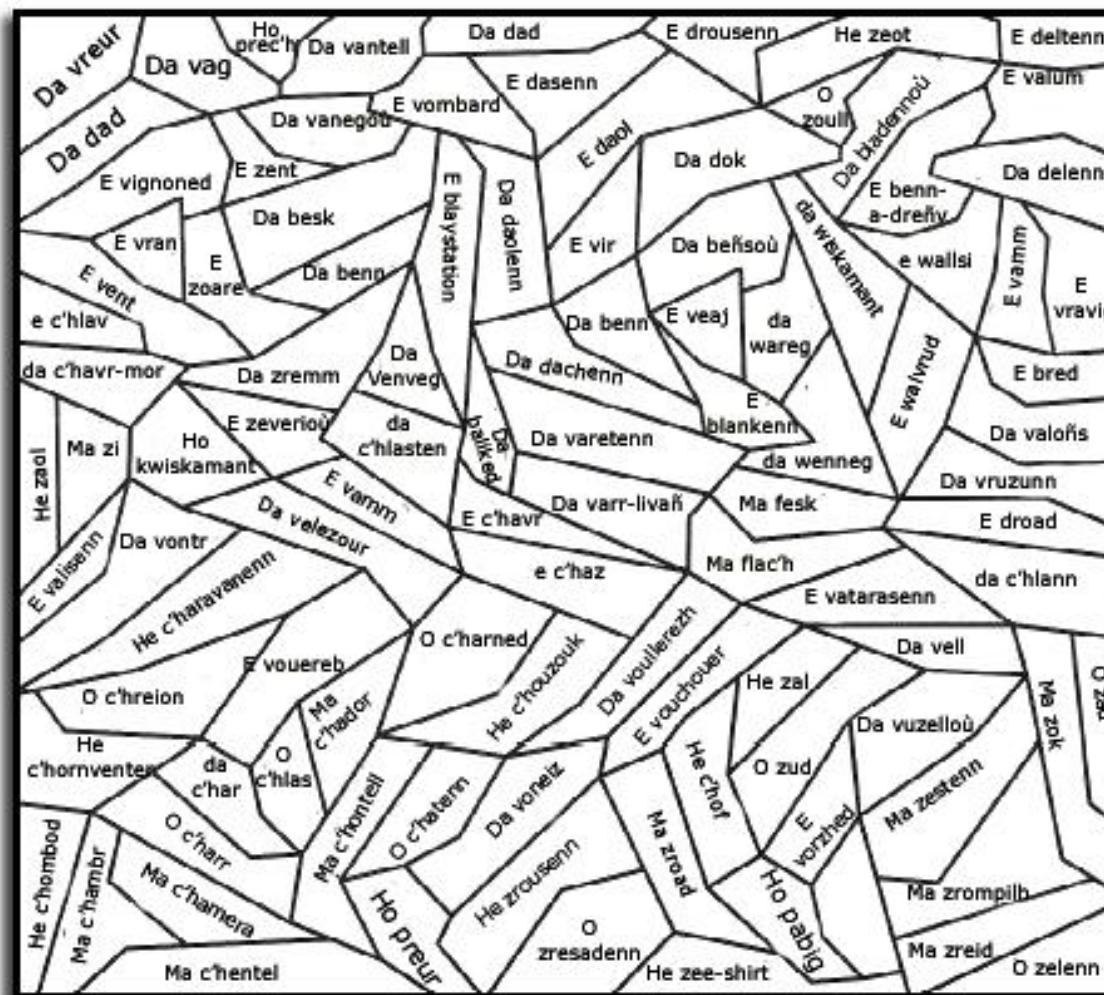 Da vreur
Da vag
Ho
prec'h
Da vantell
Da dad
E drousenn
He zeot
E deltenn
E valum
Da dad
Da vanegoù
E vombard
E dasenn
E daol
O
zoull
Da bladennoù
Da delenn
E vignoned
E zent
Da besk
E blaystation
Da daolenn
Da dok
E benn-
a-dreñv
E vran
E
zoare
Da benn
E vir
Da beñsoù
da wiskamant
e wallsi
E vamm
E
E vent
e c'hlav
Da benn
E veaj
da
wareg
E walvrud
E bred
da c'havr-mor
Da zremm
Da
Venveg
Da dachenn
E
blankenn
He zaol
Ma zi
Ho
kwiskamant
E zeverioù
da
c'hlasten
Da
baliked
Da varetenn
da wenneg
Da valoñs
Da vruzunn
E valisenn
Da vontr
Da velezour
E vamm
E c'havr
Da varr-livañ
Ma fesk
E droad
He c'haravanenn
e c'haz
Ma flac'h
E vatarasenn
da c'hlann
O c'hreion
E vouereb
O c'harned
He c'houzouk
Da voullerezh
E vouchouer
He zal
Da vell
Ma
c'hador
Ma zok
He
c'hornventer
da
c'har
O
c'hlas
Ma c'hontell
O c'hatenn
Da voneiz
He c'hof
O zud
Da vuzelloù
He c'hombod
Ma c'hambr
O c'harr
Ma c'hamera
Ma c'hentel
Ho preur
He zrousenn
O
zresadenn
Ma zroad
He zee-shirt
Ho pabig
E
vorzhed
Ma zestenn
Ma zrompilh
Ma zreid
O zelenn